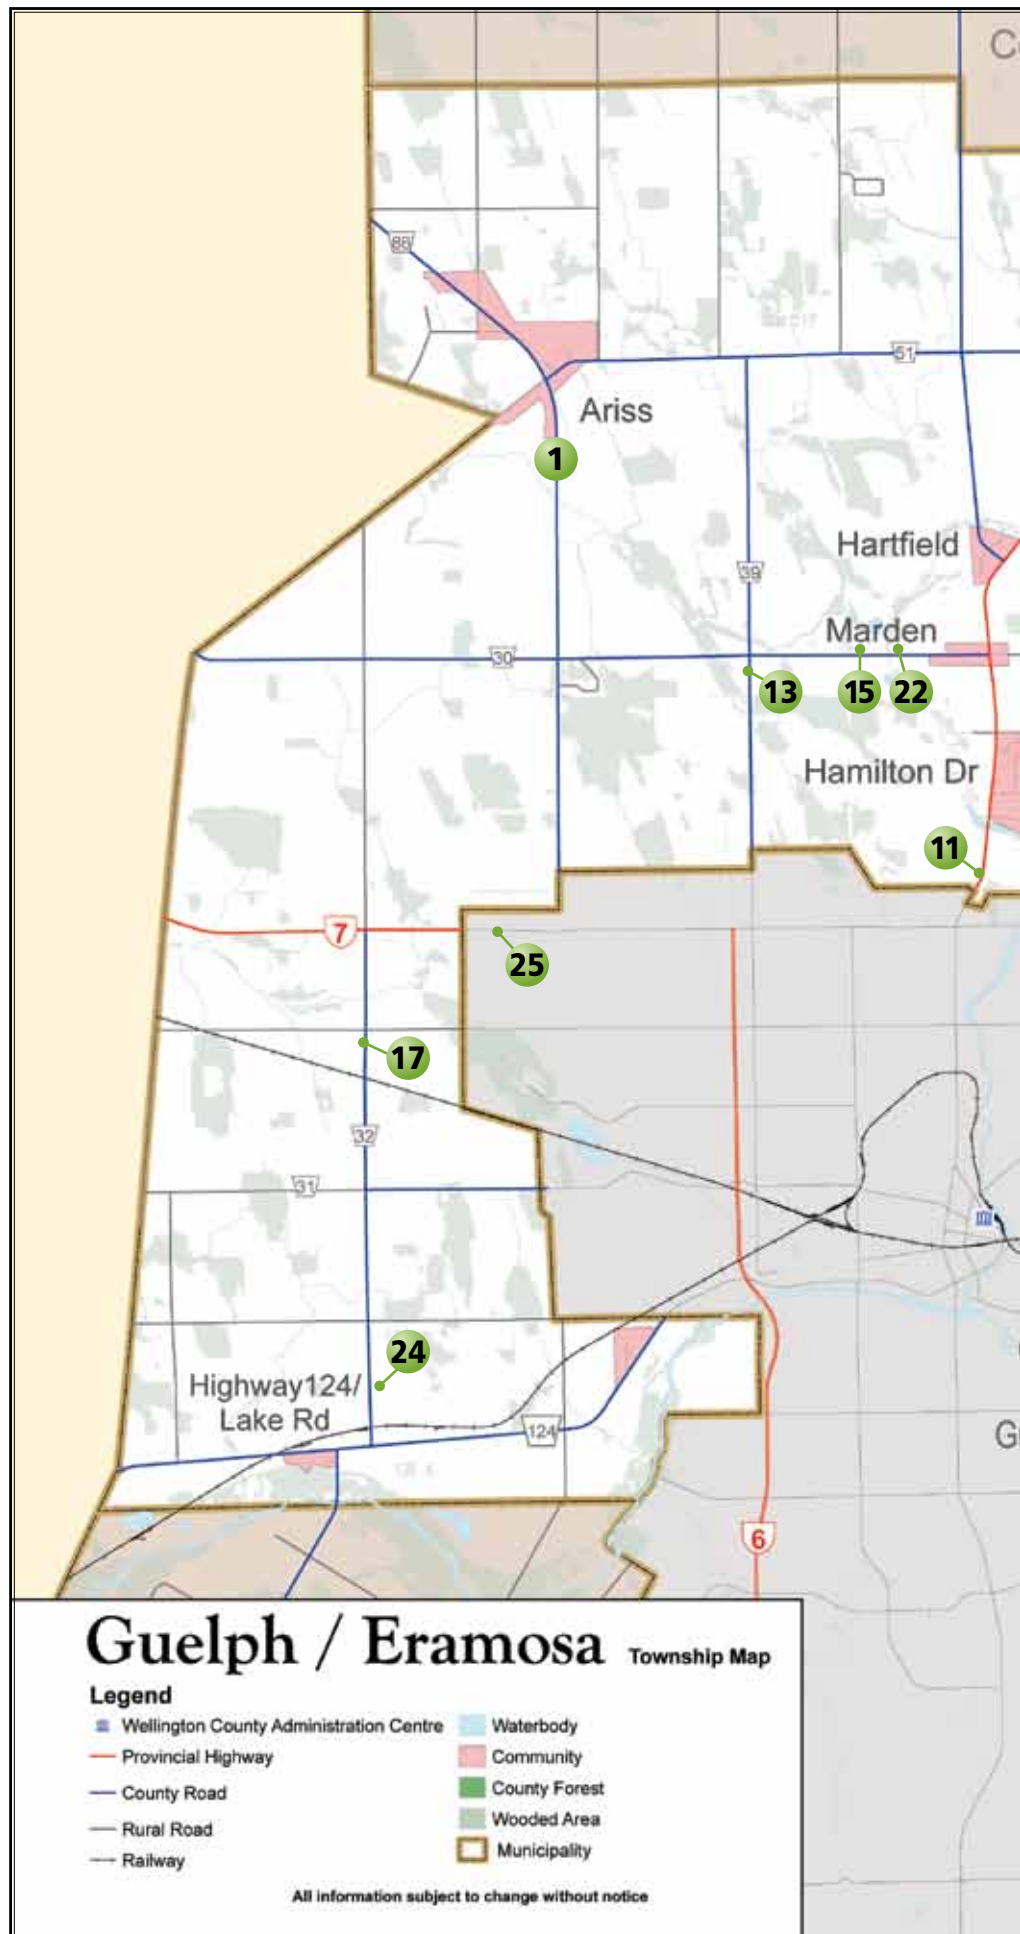 Co
86
51
Ariss
1
Hartfield
39
Marden
30
13
15
22
Hamilton Dr
11
7
25
17
32
31
24
Highway124/
Lake Rd
124
G
6
Guelph / Eramosa Township Map
Legend
Wellington County Administration Centre
Provincial Highway
County Road
Rural Road
Railway
Waterbody
Community
County Forest
Wooded Area
Municipality
All information subject to change without notice